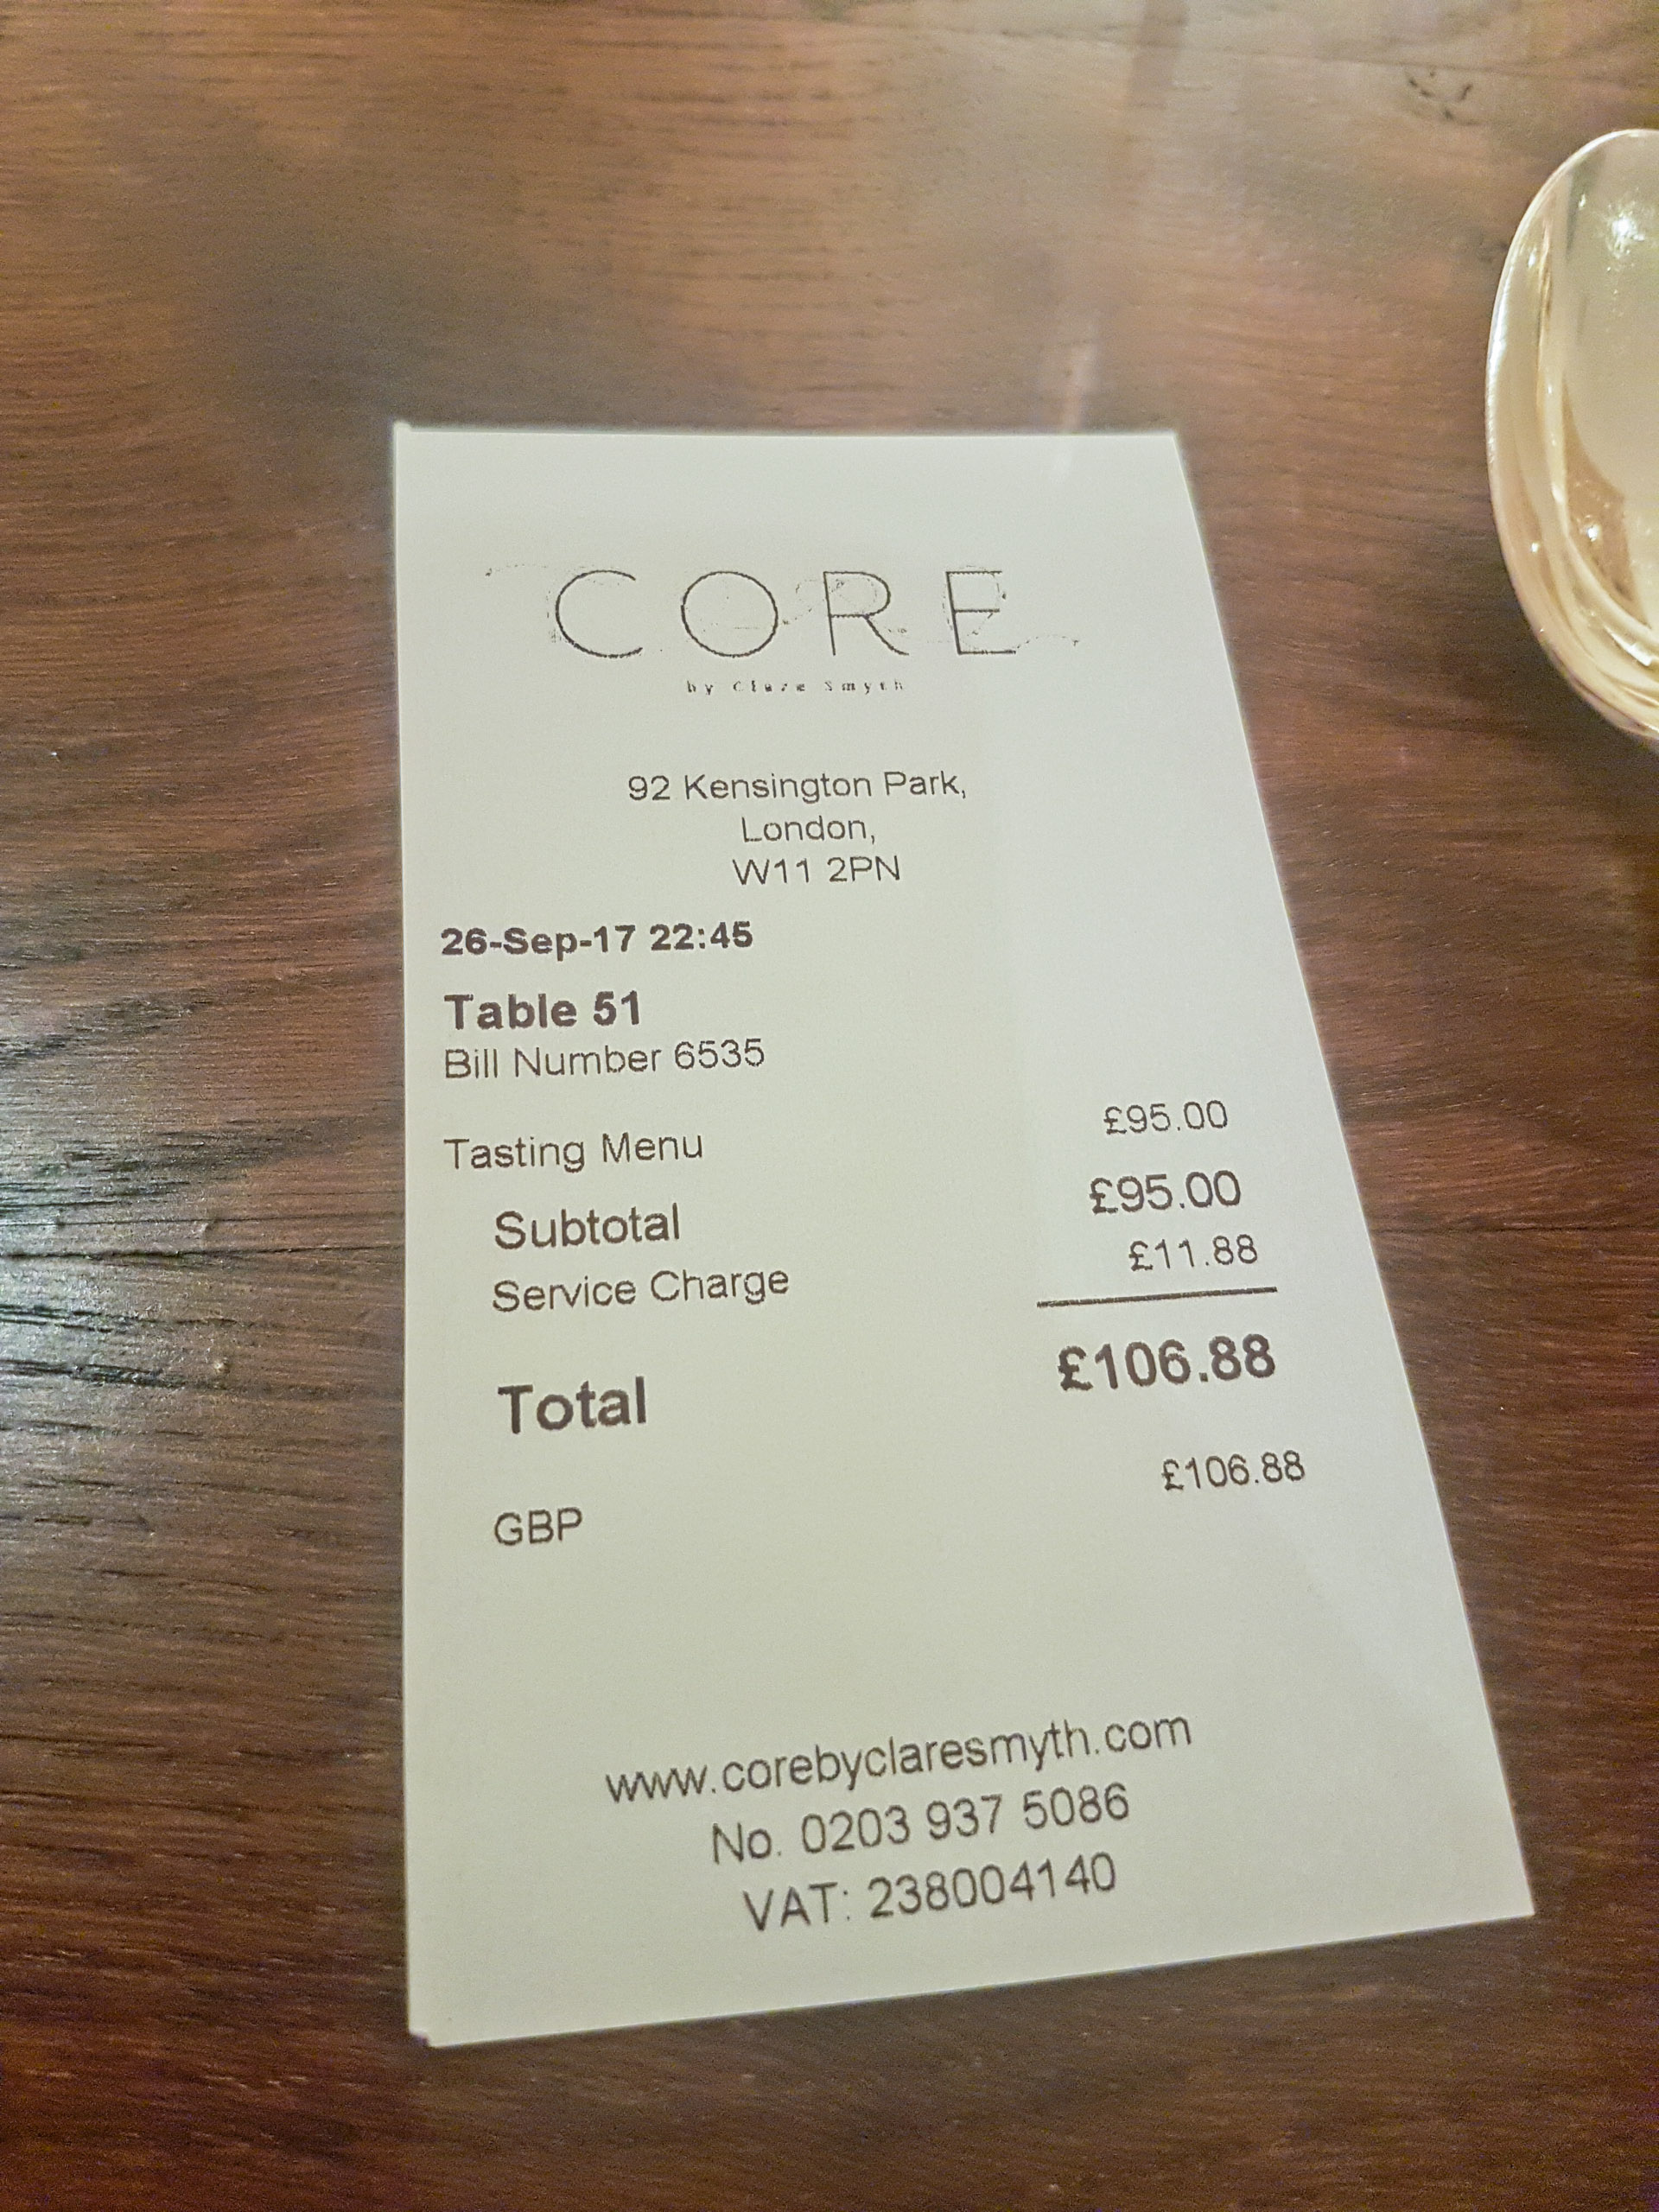 CORE
by Clare Smyth
92 Kensington Park,
London,
W11 2PN
26-Sep-17 22:45
Table 51
Bill Number 6535
Tasting Menu £95.00
Subtotal £95.00
Service Charge £11.88
Total £106.88
GBP £106.88
www.corebyclaresmyth.com
No. 0203 937 5086
VAT: 238004140